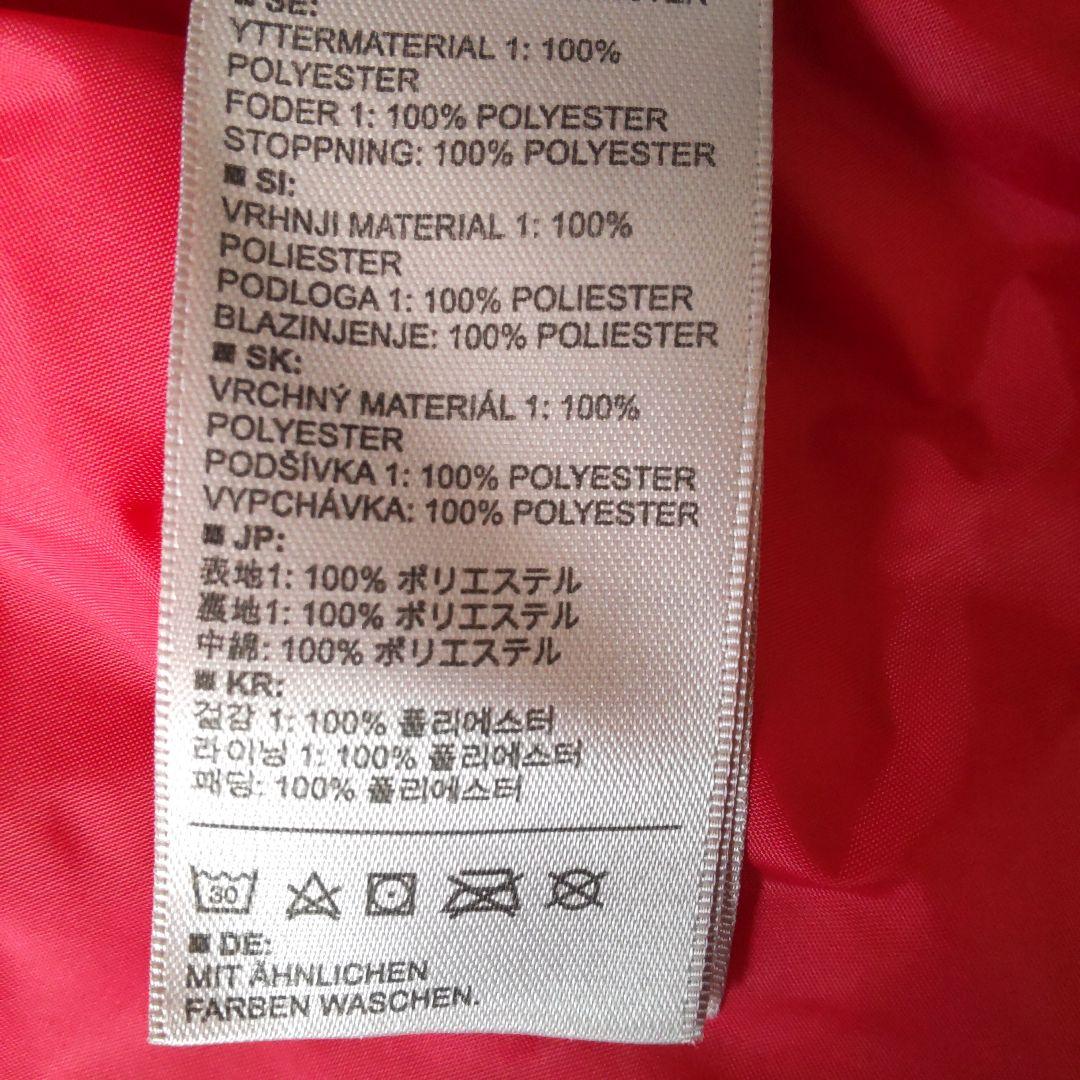 ■ SE:
YTTERMATERIAL 1: 100%
POLYESTER
FODER 1: 100% POLYESTER
STOPPNING: 100% POLYESTER
■ SI:
VRHNJI MATERIAL 1: 100%
POLIESTER
PODLOGA 1: 100% POLIESTER
BLAZINJENJE: 100% POLIESTER
■ SK:
VRCHNÝ MATERIÁL 1: 100%
POLYESTER
PODŠÍVKA 1: 100% POLYESTER
VYPCHÁVKA: 100% POLYESTER
■ JP:
表地1: 100% ポリエステル
裏地1: 100% ポリエステル
中綿: 100% ポリエステル
■ KR:
겉감 1: 100% 폴리에스터
라이닝 1: 100% 폴리에스터
패딩: 100% 폴리에스터
30
■ DE:
MIT ÄHNLICHEN
FARBEN WASCHEN.